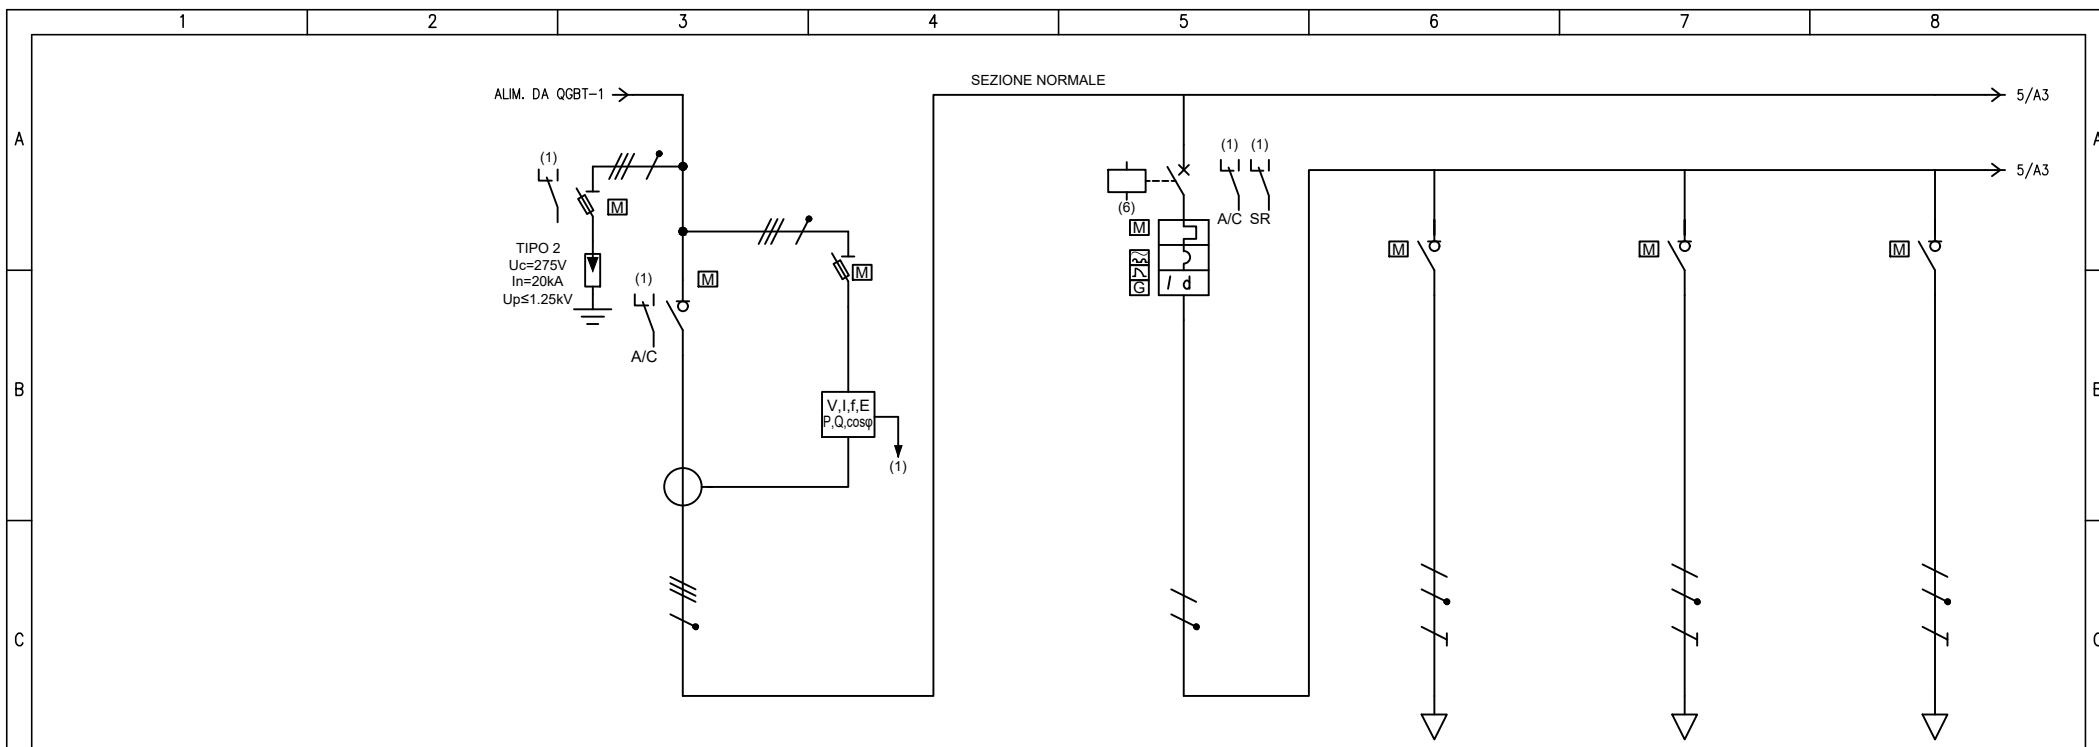 1 2 3 4 5 6 7 8
SEZIONE NORMALE
ALIM. DA QGBT-1
5/A3
A
A
(1)
(1) (1)
5/A3
M
(6)
A/C SR
M
TIPO 2
Uc=275V
In=20kA
Up≤1.25kV
(1)
M
M
M
M
M
G
I d
A/C
B
B
V,I,f,E
P,Q,cosφ
(1)
C
C